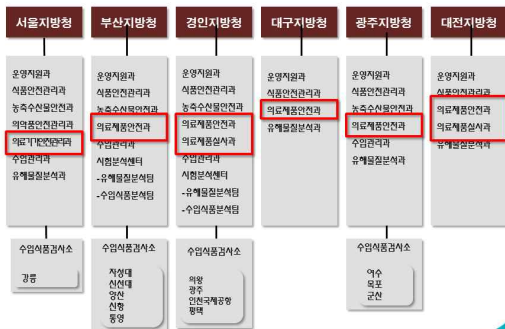 서울지방청
운영지원과
식품안전관리과
농축수산물안전과
의약품안전관리과
의료기기안전관리과
수입관리과
유해물질분석과
수입식품검사소
강릉
부산지방청
운영지원과
식품안전관리과
농축수산물안전과
의료제품안전과
수입관리과
시험분석센터
-유해물질분석팀
-수입식품분석팀
수입식품검사소
자성대
신선대
양산
신항
통영
경인지방청
운영지원과
식품안전관리과
농축수산물안전과
의료제품안전과
의료제품실사과
수입관리과
시험분석센터
-유해물질분석팀
-수입식품분석팀
수입식품검사소
의왕
광주
인천국제공항
평택
대구지방청
운영지원과
식품안전관리과
의료제품안전과
유해물질분석과
광주지방청
운영지원과
식품안전관리과
농축수산물안전과
의료제품안전과
수입관리과
유해물질분석과
수입식품검사소
여수
목포
군산
대전지방청
운영지원과
식품안전관리과
의료제품안전과
의료제품실사과
유해물질분석과